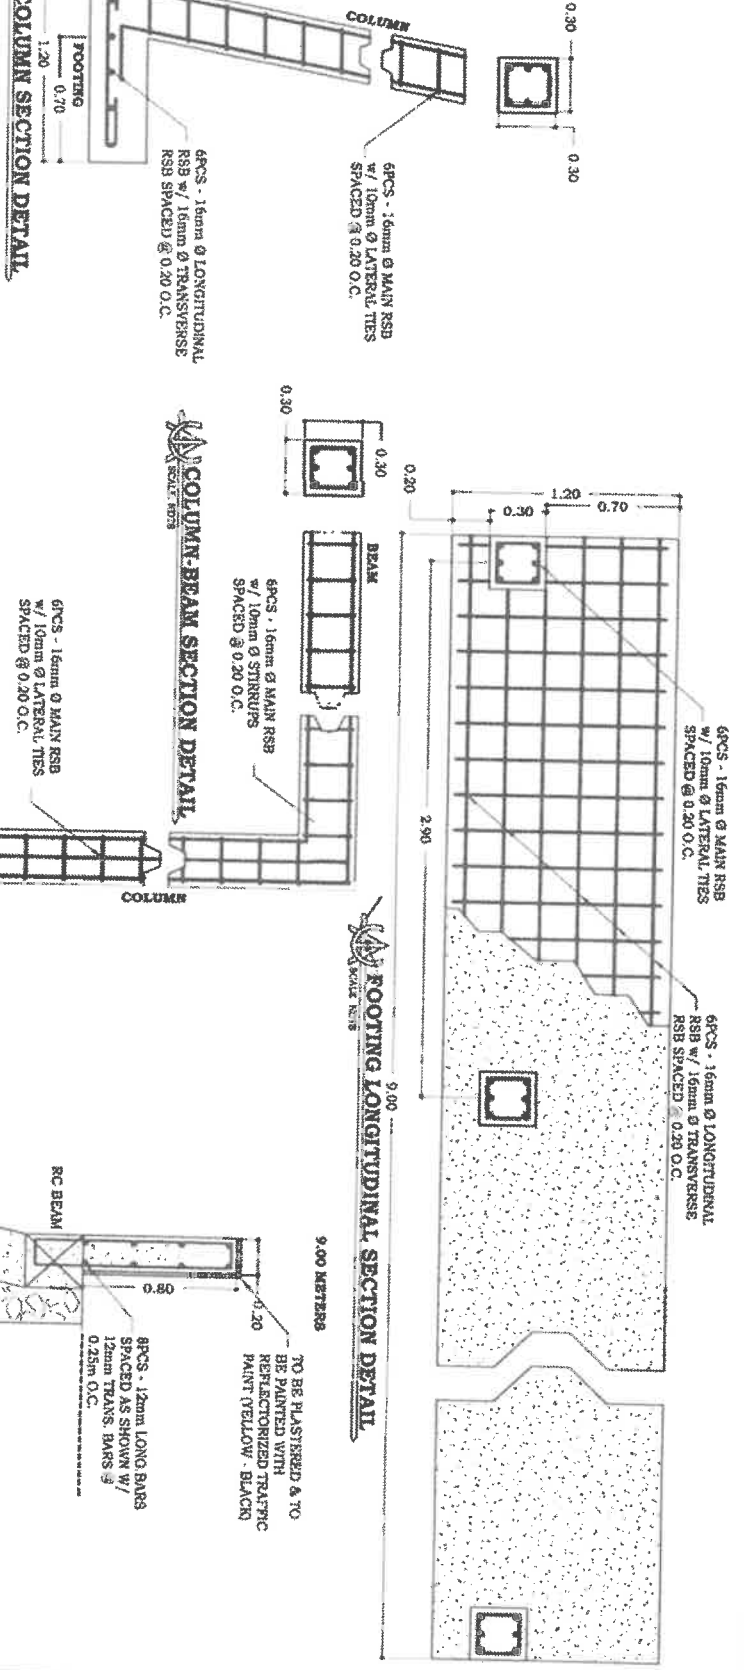 0.30
0.30
COLUMN
6PCS - 16mm Ø MAIN RSB
w/ 10mm Ø LATERAL TIES
SPACED @ 0.20 O.C.
6PCS - 16mm Ø LONGITUDINAL
RSB w/ 16mm Ø TRANSVERSE
RSB SPACED @ 0.20 O.C.
FOOTING
0.70
1.20
COLUMN SECTION DETAIL
6PCS - 16mm Ø MAIN RSB
w/ 10mm Ø LATERAL TIES
SPACED @ 0.20 O.C.
6PCS - 16mm Ø LONGITUDINAL
RSB w/ 16mm Ø TRANSVERSE
RSB SPACED @ 0.20 O.C.
1.20
0.70
0.30
0.20
2.90
9.00
FOOTING LONGITUDINAL SECTION DETAIL
SCALE
0.30
0.30
BEAM
6PCS - 16mm Ø MAIN RSB
w/ 10mm Ø STIRRUPS
SPACED @ 0.20 O.C.
COLUMN-BEAM SECTION DETAIL
SCALE
6PCS - 16mm Ø MAIN RSB
w/ 10mm Ø LATERAL TIES
SPACED @ 0.20 O.C.
COLUMN
9.00 METERS
TO BE PLASTERED & TO
BE PAINTED WITH
REFLECTORIZED TRAFFIC
PAINT (YELLOW - BLACK)
0.20
0.80
RC BEAM
8PCS - 12mm LONG. BARS
SPACED AS SHOWN W/
12mm TRANS. BARS @
0.25m O.C.